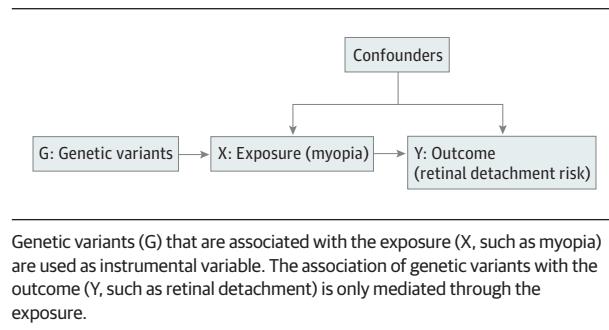 Confounders
G: Genetic variants
X: Exposure (myopia)
Y: Outcome
(retinal detachment risk)
Genetic variants (G) that are associated with the exposure (X, such as myopia)
are used as instrumental variable. The association of genetic variants with the
outcome (Y, such as retinal detachment) is only mediated through the
exposure.